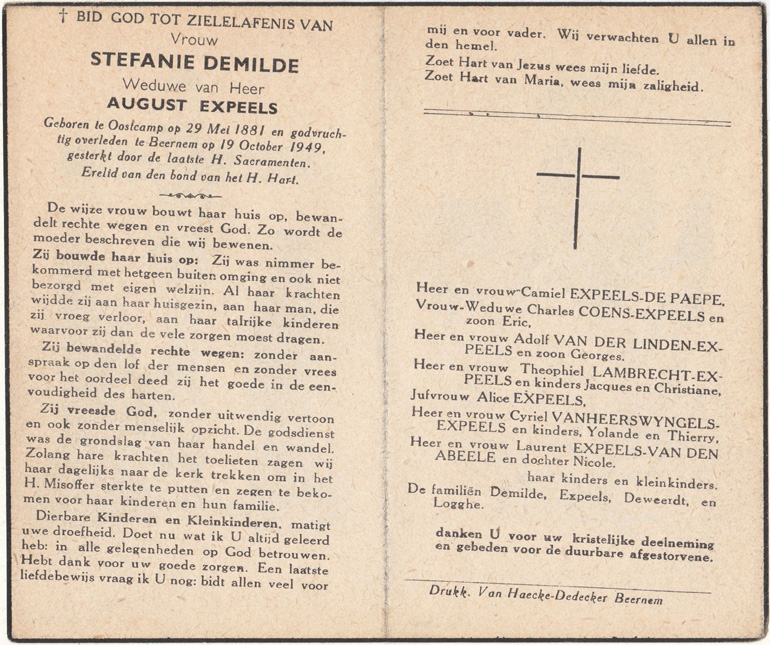 † BID GOD TOT ZIELELAFENIS VAN
Vrouw
STEFANIE DEMILDE
Weduwe van Heer
AUGUST EXPEELS
Geboren te Oostcamp op 29 Mei 1881 en godvruch-
tig overleden te Beernem op 19 October 1949,
gesterkt door de laatste H. Sacramenten.
Erelid van den bond van het H. Hart.
De wijze vrouw bouwt haar huis op, bewan-
delt rechte wegen en vreest God. Zo wordt de
moeder beschreven die wij bewenen.
Zij bouwde haar huis op: Zij was nimmer be-
kommerd met hetgeen buiten omging en ook niet
bezorgd met eigen welzijn. Al haar krachten
wijdde zij aan haar huisgezin, aan haar man, die
zij vroeg verloor, aan haar talrijke kinderen
waarvoor zij dan de vele zorgen moest dragen.
Zij bewandelde rechte wegen: zonder aan-
spraak op den lof der mensen en zonder vrees
voor het oordeel deed zij het goede in de een-
voudigheid des harten.
Zij vreesde God, zonder uitwendig vertoon
en ook zonder menselijk opzicht. De godsdienst
was de grondslag van haar handel en wandel.
Zolang hare krachten het toelieten zagen wij
haar dagelijks naar de kerk trekken om in het
H. Misoffer sterkte te putten en zegen te beko-
men voor haar kinderen en hun familie.
Dierbare Kinderen en Kleinkinderen, matigt
uwe droefheid. Doet nu wat ik U altijd geleerd
heb: in alle gelegenheden op God betrouwen.
Hebt dank voor uw goede zorgen. Een laatste
liefdebewijs vraag ik U nog: bidt allen veel voor
mij en voor vader. Wij verwachten U allen in
den hemel.
Zoet Hart van Jezus wees mijn liefde.
Zoet Hart van Maria, wees mijn zaligheid.
Heer en vrouw Camiel EXPEELS-DE PAEPE,
Vrouw-Weduwe Charles COENS-EXPEELS en
zoon Eric,
Heer en vrouw Adolf VAN DER LINDEN-EX-
PEELS en zoon Georges.
Heer en vrouw Theophiel LAMBRECHT-EX-
PEELS en kinders Jacques en Christiane,
Jufvrouw Alice EXPEELS,
Heer en vrouw Cyriel VANHEERSWYNGELS-
EXPEELS en kinders, Yolande en Thierry,
Heer en vrouw Laurent EXPEELS-VAN DEN
ABEELE en dochter Nicole.
haar kinders en kleinkinders.
De familiën Demilde, Expeels, Deweerdt, en
Logghe.
danken U voor uw kristelijke deelneming
en gebeden voor de duurbare afgestorvene.
Drukk. Van Haecke-Dedecker Beernem